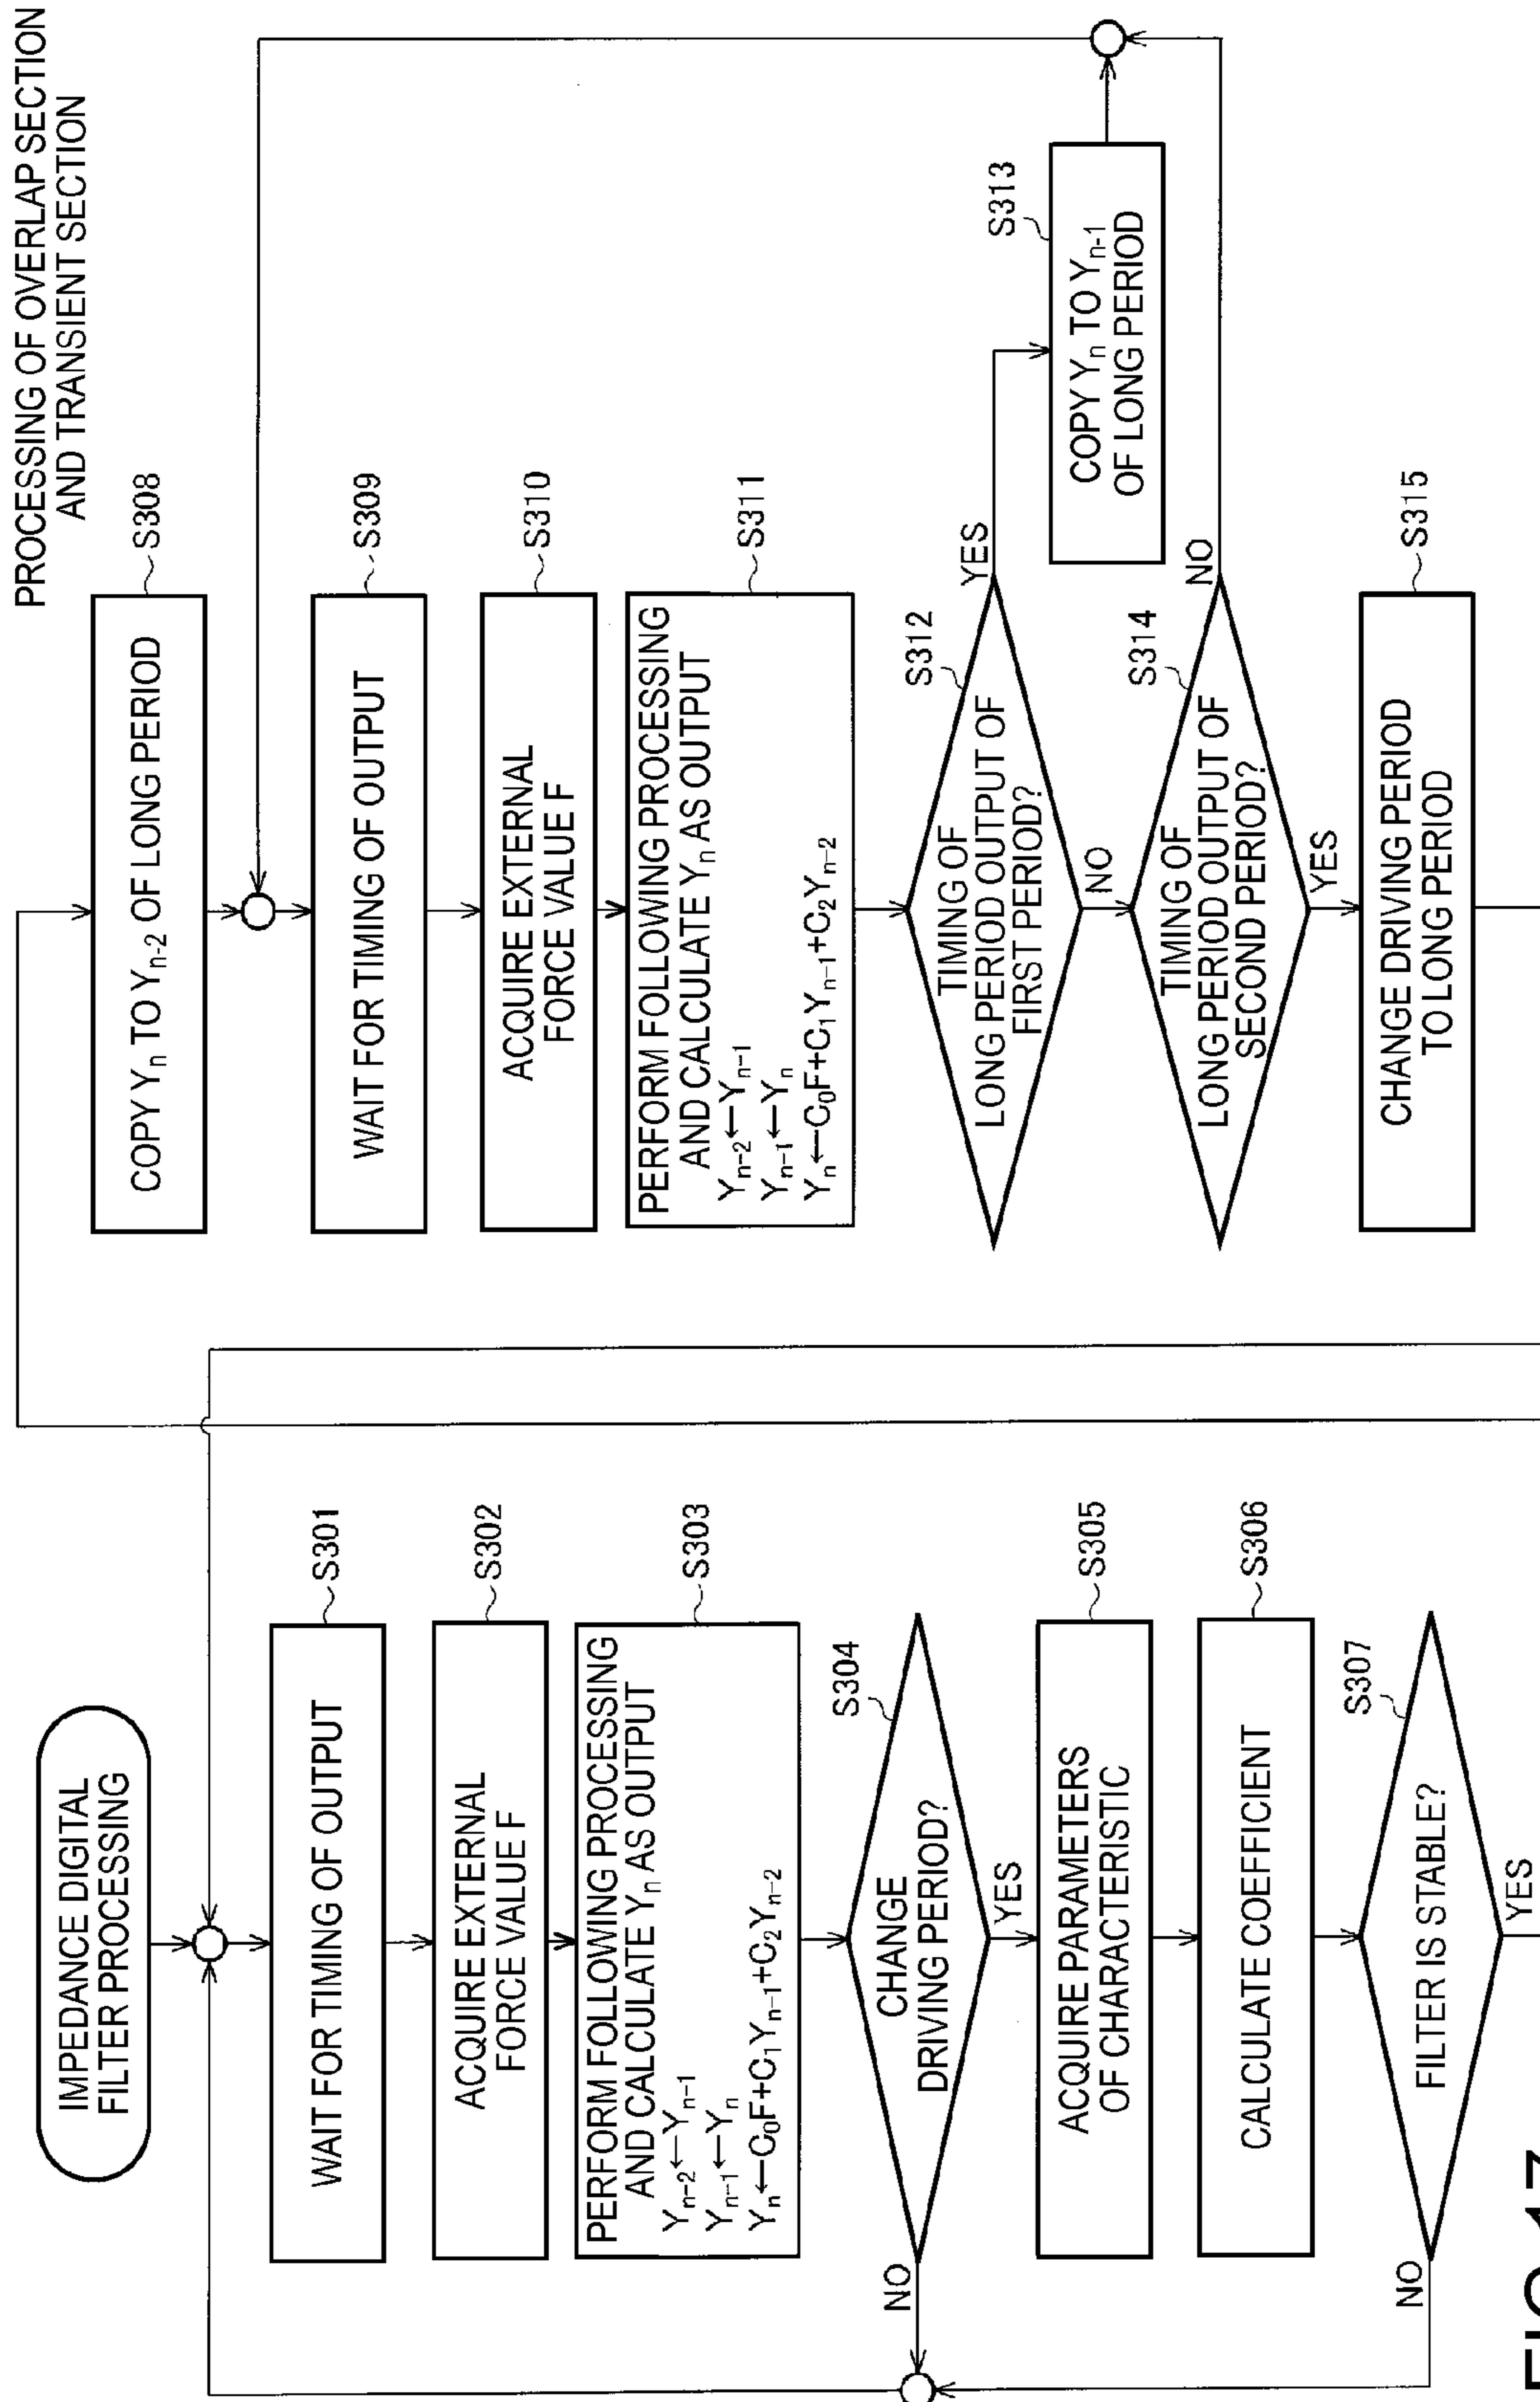 IMPEDANCE DIGITAL
FILTER PROCESSING
WAIT FOR TIMING OF OUTPUT
S301
ACQUIRE EXTERNAL
FORCE VALUE F
S302
PERFORM FOLLOWING PROCESSING
AND CALCULATE Yn AS OUTPUT
Yn-2←Yn-1
Yn-1←Yn
Yn←C0F+C1Yn-1+C2Yn-2
S303
CHANGE
DRIVING PERIOD?
S304
NO
YES
ACQUIRE PARAMETERS
OF CHARACTERISTIC
S305
CALCULATE COEFFICIENT
S306
FILTER IS STABLE?
S307
NO
YES
PROCESSING OF OVERLAP SECTION
AND TRANSIENT SECTION
COPY Yn TO Yn-2 OF LONG PERIOD
S308
WAIT FOR TIMING OF OUTPUT
S309
ACQUIRE EXTERNAL
FORCE VALUE F
S310
PERFORM FOLLOWING PROCESSING
AND CALCULATE Yn AS OUTPUT
Yn-2←Yn-1
Yn-1←Yn
Yn←C0F+C1Yn-1+C2Yn-2
S311
TIMING OF
LONG PERIOD OUTPUT OF
FIRST PERIOD?
S312
YES
NO
COPY Yn TO Yn-1
OF LONG PERIOD
S313
TIMING OF
LONG PERIOD OUTPUT OF
SECOND PERIOD?
S314
NO
YES
CHANGE DRIVING PERIOD
TO LONG PERIOD
S315